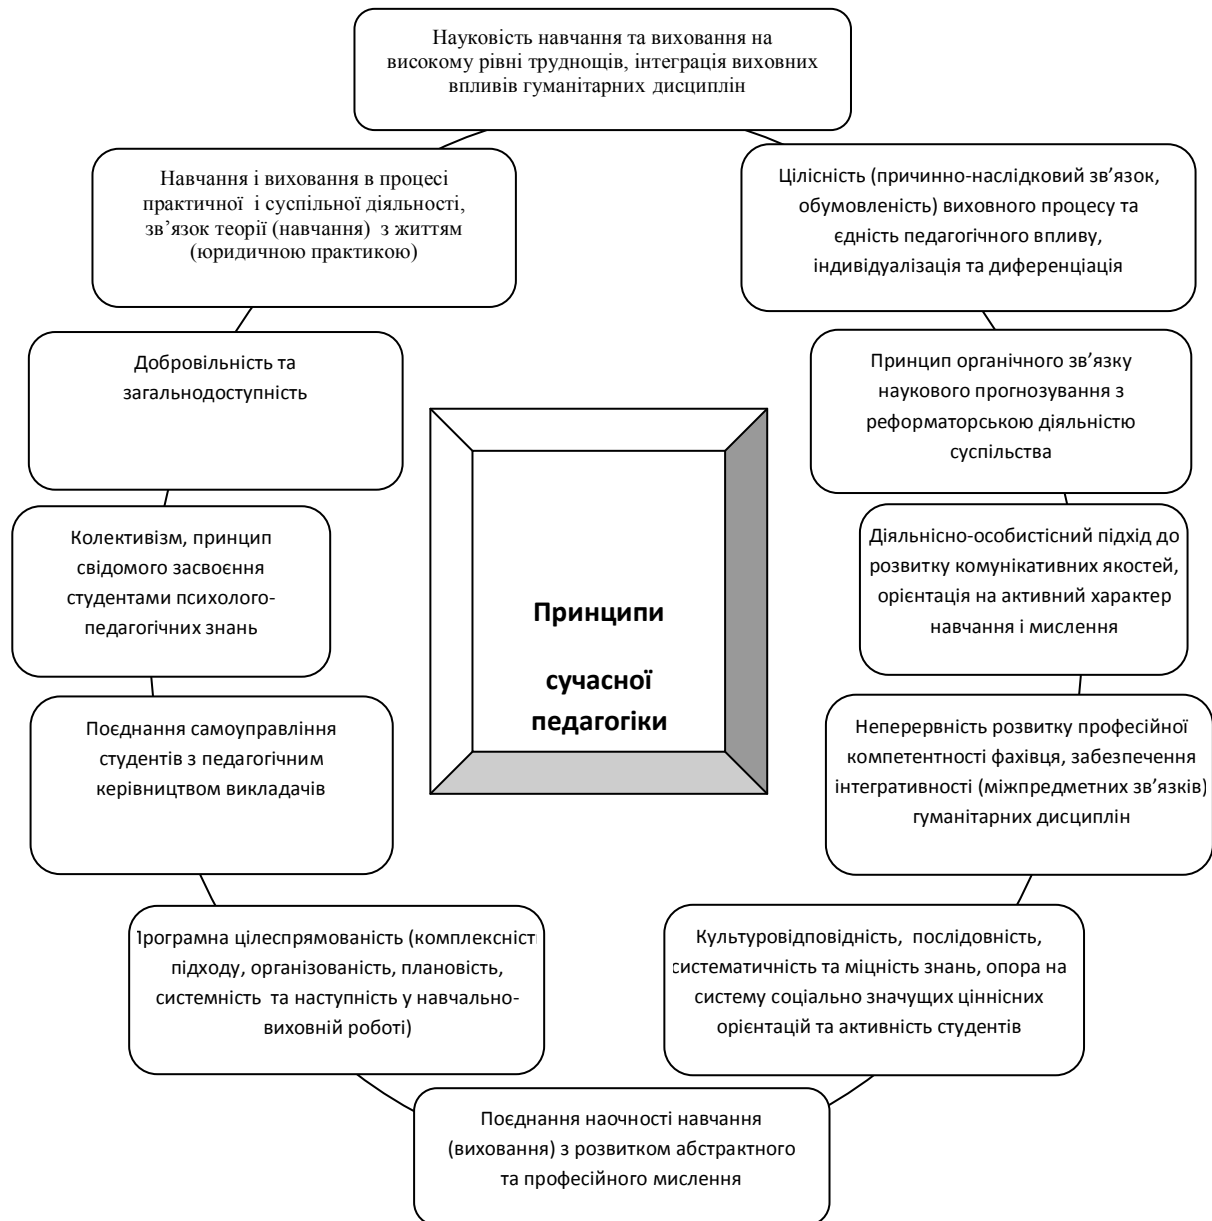 Науковість навчання та виховання на
високому рівні труднощів, інтеграція виховних
впливів гуманітарних дисциплін
Навчання і виховання в процесі
практичної і суспільної діяльності,
зв’язок теорії (навчання) з життям
(юридичною практикою)
Цілісність (причинно-наслідковий зв’язок,
обумовленість) виховного процесу та
єдність педагогічного впливу,
індивідуалізація та диференціація
Добровільність та
загальнодоступність
Принцип органічного зв’язку
наукового прогнозування з
реформаторською діяльністю
суспільства
Колективізм, принцип
свідомого засвоєння
студентами психолого-
педагогічних знань
Діяльнісно-особистісний підхід до
розвитку комунікативних якостей,
орієнтація на активний характер
навчання і мислення
Принципи
сучасної
педагогіки
Поєднання самоуправління
студентів з педагогічним
керівництвом викладачів
Неперервність розвитку професійної
компетентності фахівця, забезпечення
інтегративності (міжпредметних зв’язків)
гуманітарних дисциплін
Програмна цілеспрямованість (комплексність
підходу, організованість, плановість,
системність та наступність у навчально-
виховній роботі)
Культуровідповідність, послідовність,
систематичність та міцність знань, опора на
систему соціально значущих ціннісних
орієнтацій та активність студентів
Поєднання наочності навчання
(виховання) з розвитком абстрактного
та професійного мислення